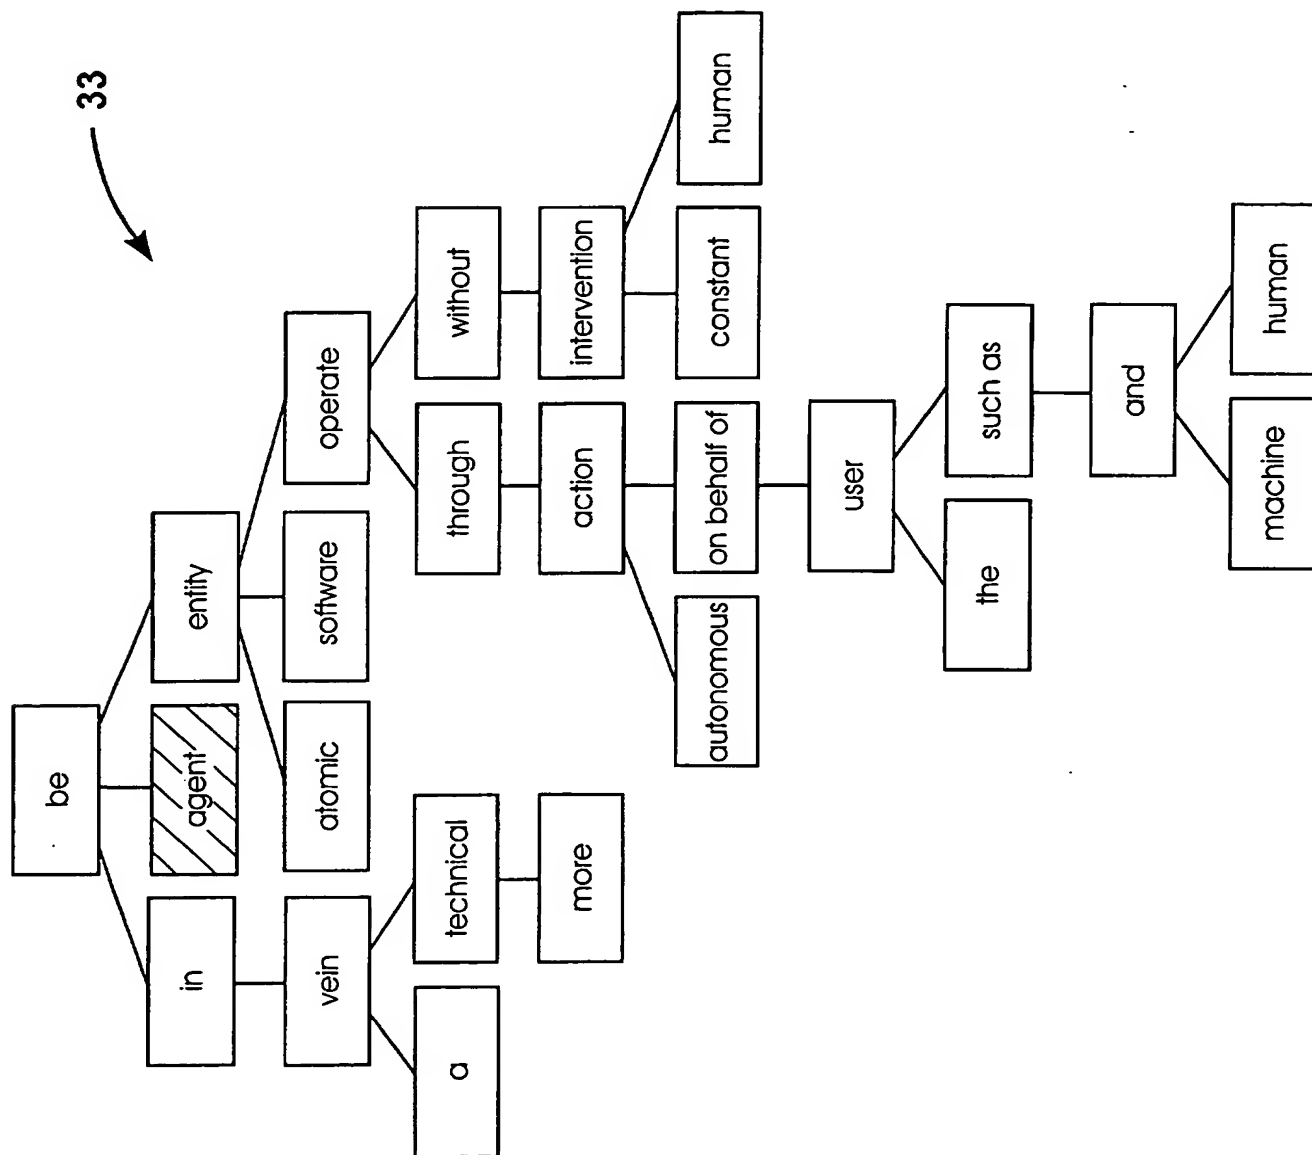 33
be
in
agent
entity
vein
atomic
software
operate
a
technical
through
without
more
action
intervention
autonomous
on behalf of
constant
human
user
the
such as
and
machine
human